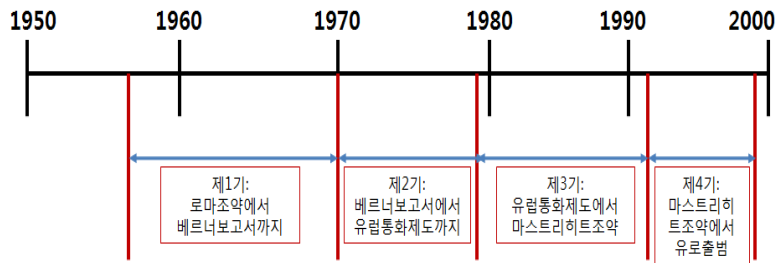 1950 1960 1970 1980 1990 2000
제1기:
로마조약에서
베르너보고서까지
제2기:
베르너보고서에서
유럽통화제도까지
제3기:
유럽통화제도에서
마스트리히트조약
제4기:
마스트리히
트조약에서
유로출범